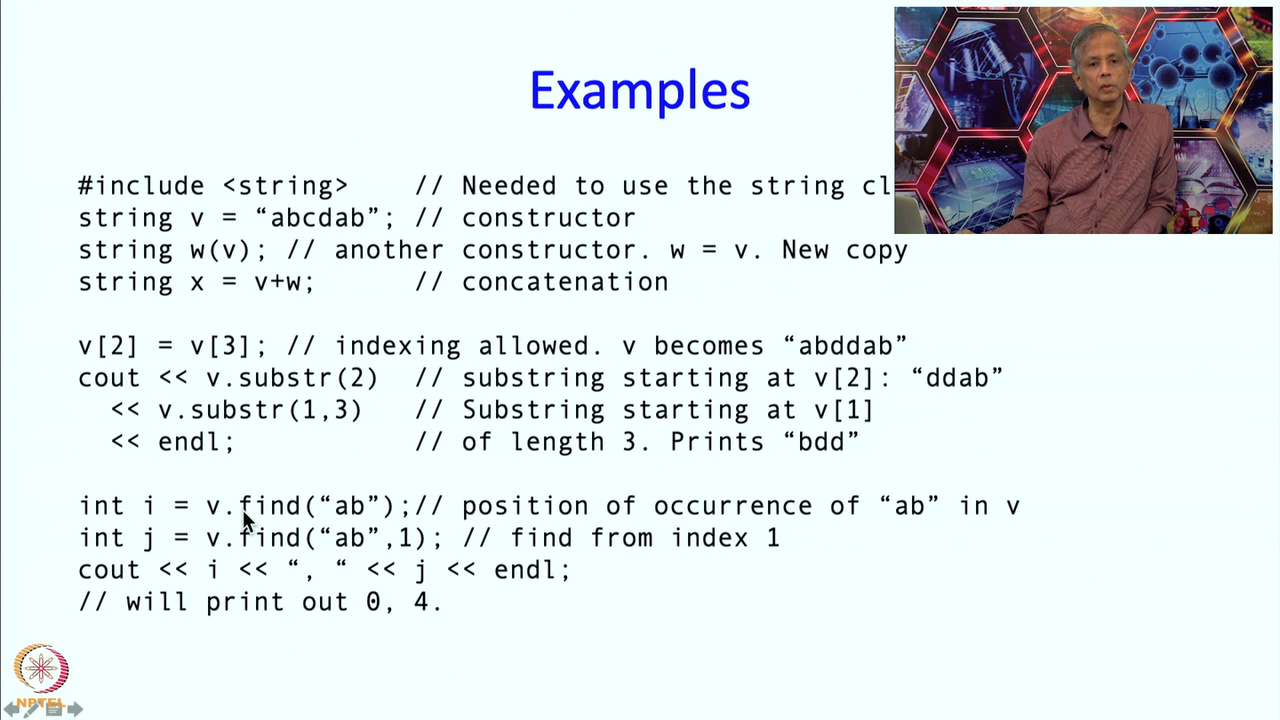 Examples
#include <string> // Needed to use the string cl
string v = “abcdab”; // constructor
string w(v); // another constructor. w = v. New copy
string x = v+w; // concatenation
v[2] = v[3]; // indexing allowed. v becomes “abddab”
cout << v.substr(2) // substring starting at v[2]: “ddab”
<< v.substr(1,3) // Substring starting at v[1]
<< endl; // of length 3. Prints “bdd”
int i = v.find(“ab”);// position of occurrence of “ab” in v
int j = v.find(“ab”,1); // find from index 1
cout << i << “, “ << j << endl;
// will print out 0, 4.
NPTEL